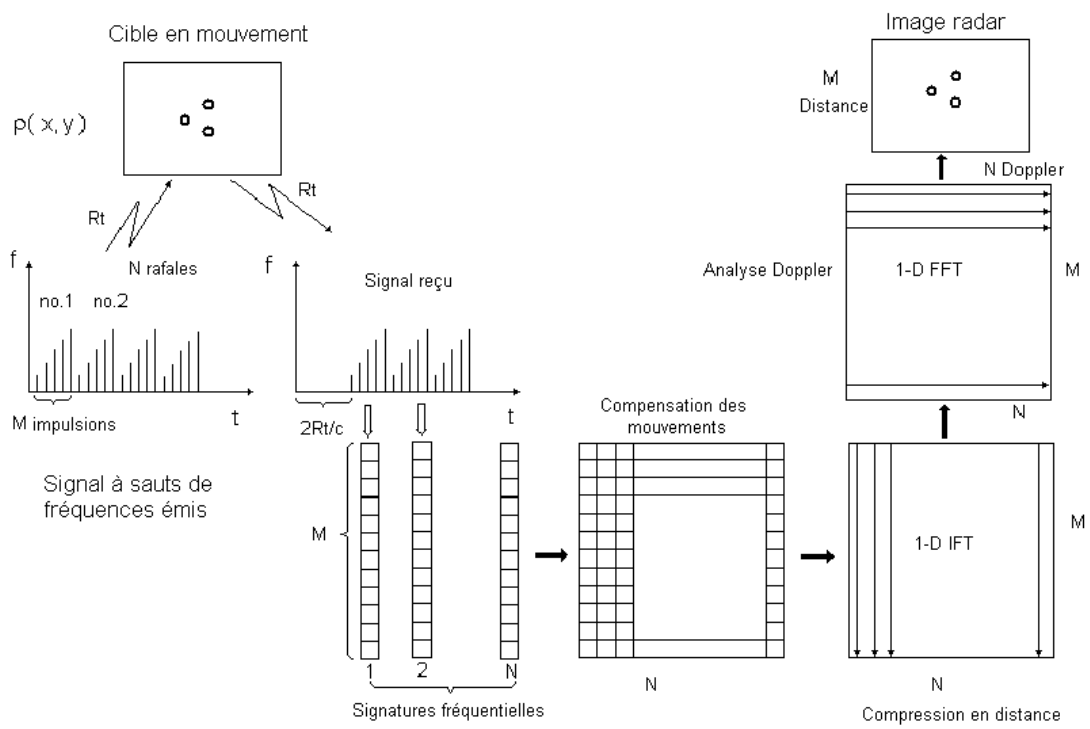 Cible en mouvement
p( x, y )
Rt
Rt
f
N rafales
no.1 no.2
M impulsions
t
Signal à sauts de
fréquences émis
f
Signal reçu
t
2Rt/c
M
1
2
N
Signatures fréquentielles
Compensation des
mouvements
N
1-D IFT
M
N
Compression en distance
Analyse Doppler
1-D FFT
M
N
N Doppler
M
Distance
Image radar